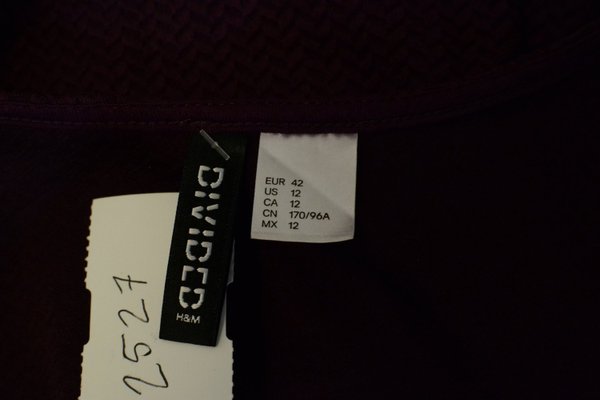 DIVIDED
H&M
EUR 42
US 12
CA 12
CN 170/96A
MX 12
2527